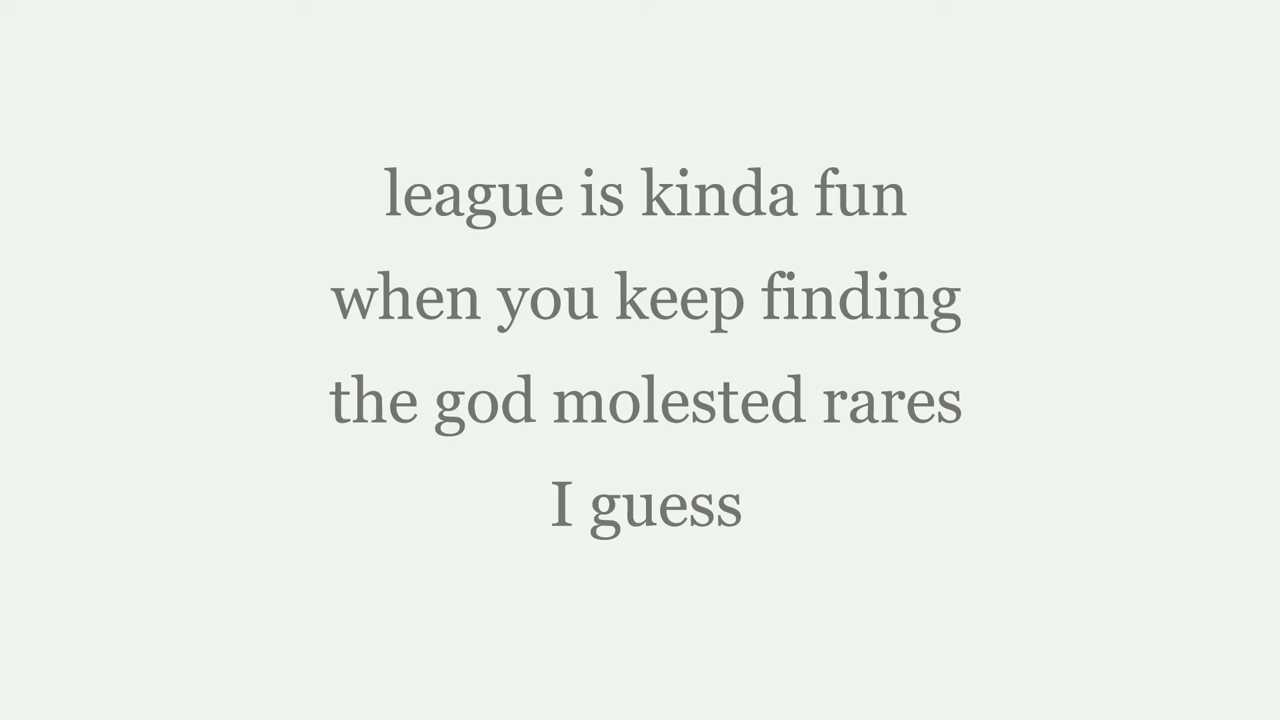 league is kinda fun
when you keep finding
the god molested rares
I guess